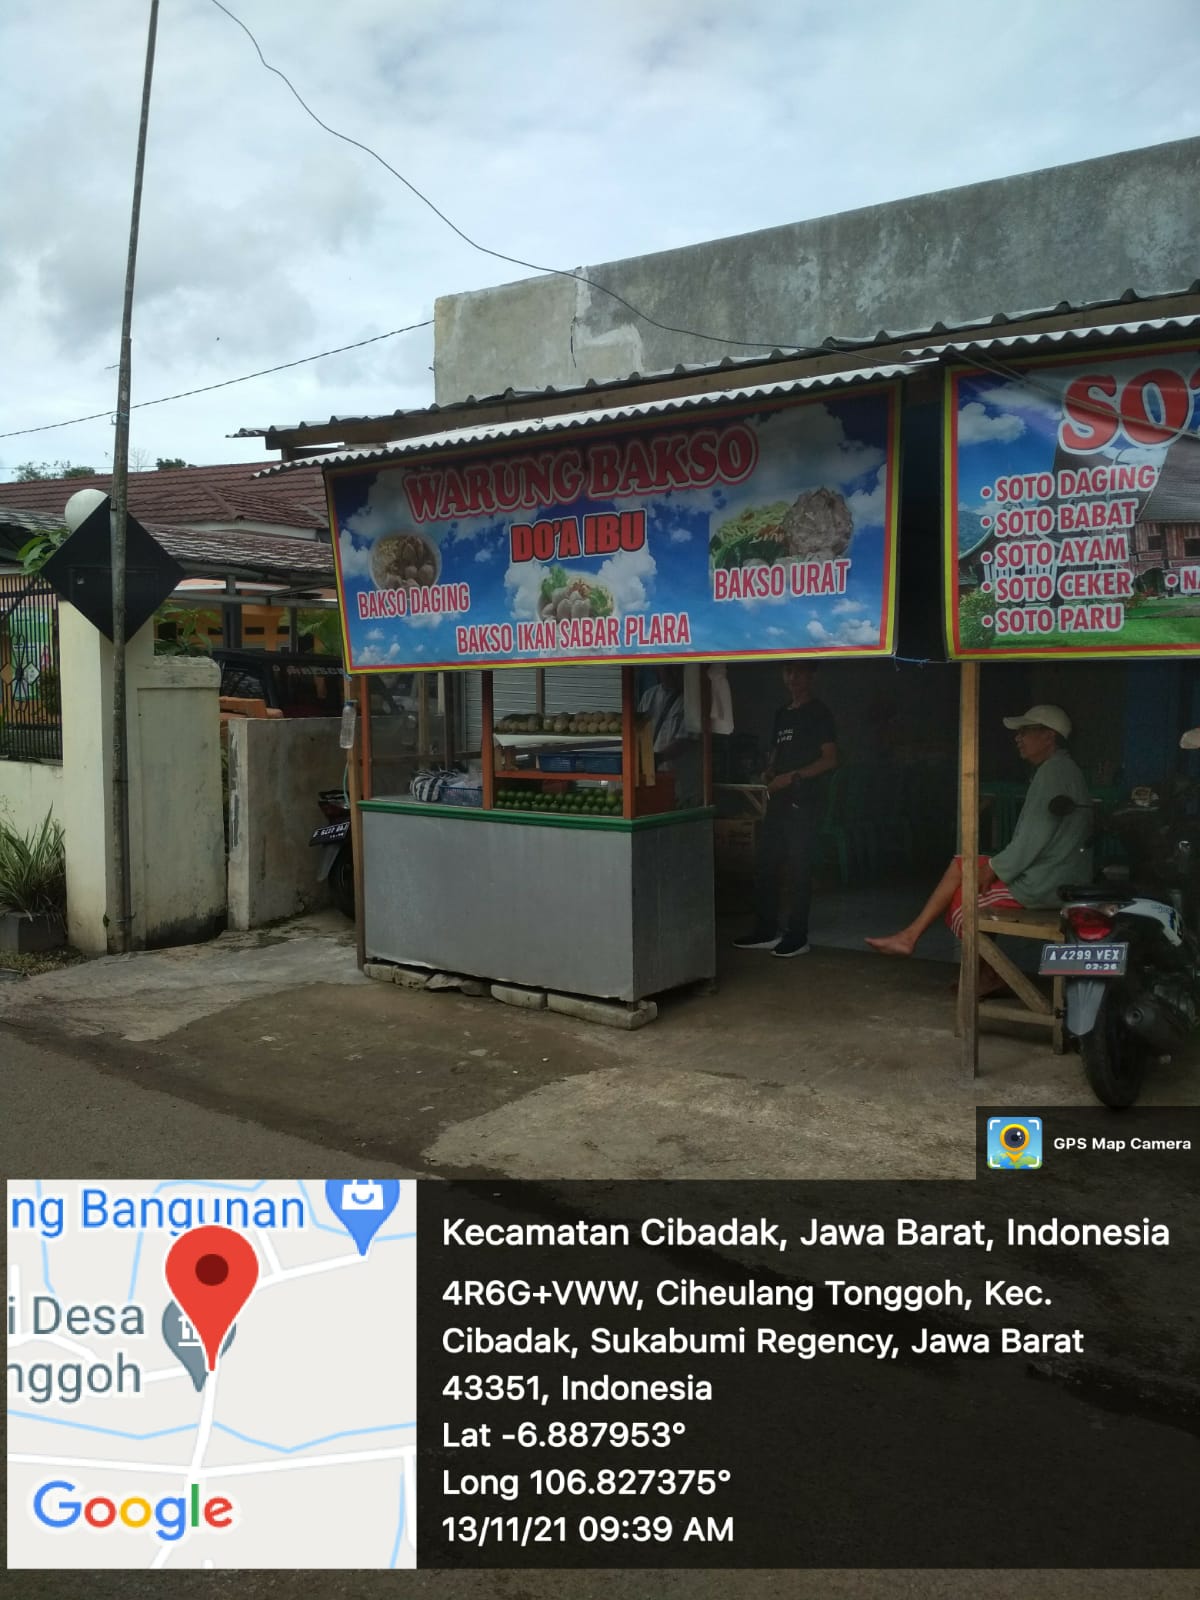 WARUNG BAKSO
DO'A IBU
BAKSO DAGING
BAKSO URAT
BAKSO IKAN SABAR PLARA
• SOTO DAGING
• SOTO BABAT
• SOTO AYAM
• SOTO CEKER
• SOTO PARU
A 4299 VEX
02-26
GPS Map Camera
ng Bangunan
i Desa
nggoh
Google
Kecamatan Cibadak, Jawa Barat, Indonesia
4R6G+VWW, Ciheulang Tonggoh, Kec.
Cibadak, Sukabumi Regency, Jawa Barat
43351, Indonesia
Lat -6.887953°
Long 106.827375°
13/11/21 09:39 AM